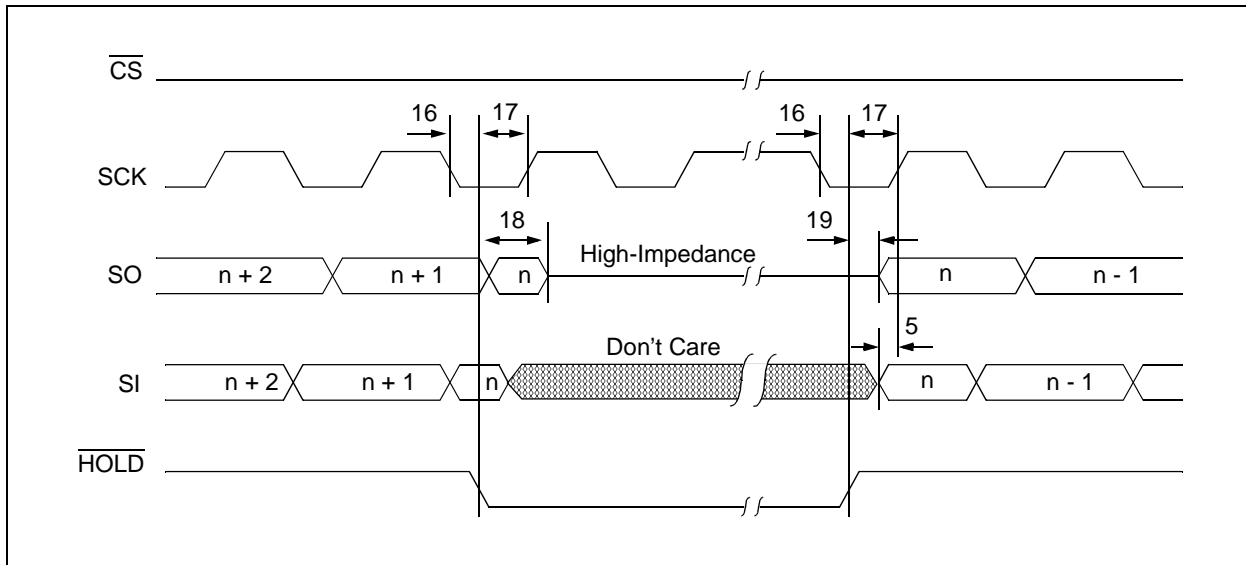 CS
16 17 16 17
SCK
18 19
High-Impedance
SO n + 2 n + 1 n n n - 1
5
Don't Care
SI n + 2 n + 1 n n n - 1
HOLD